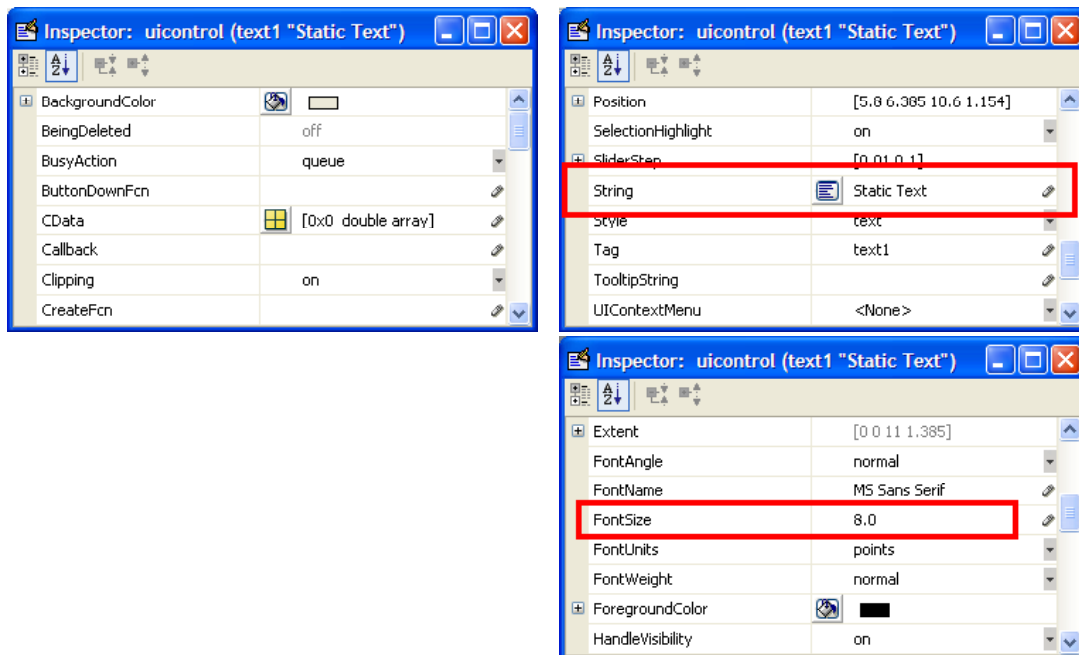 Inspector: uicontrol (text1 "Static Text")
BackgroundColor
BeingDeleted off
BusyAction queue
ButtonDownFcn
CData [0x0 double array]
Callback
Clipping on
CreateFcn
Inspector: uicontrol (text1 "Static Text")
Position [5.8 6.385 10.6 1.154]
SelectionHighlight on
SliderStep [0.01 0.1]
String Static Text
Style text
Tag text1
TooltipString
UIContextMenu <None>
Inspector: uicontrol (text1 "Static Text")
Extent [0 0 11 1.385]
FontAngle normal
FontName MS Sans Serif
FontSize 8.0
FontUnits points
FontWeight normal
ForegroundColor
HandleVisibility on